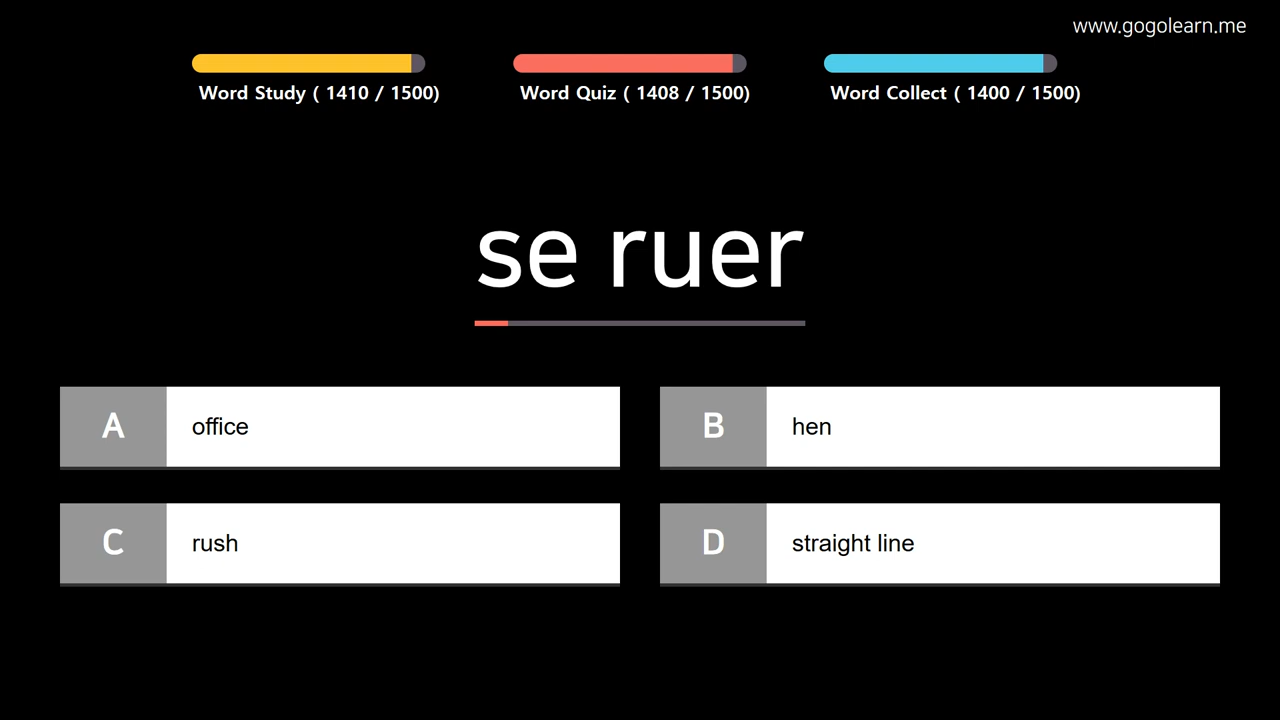 www.gogolearn.me
Word Study ( 1410 / 1500)
Word Quiz ( 1408 / 1500)
Word Collect ( 1400 / 1500)
se ruer
A office
B hen
C rush
D straight line